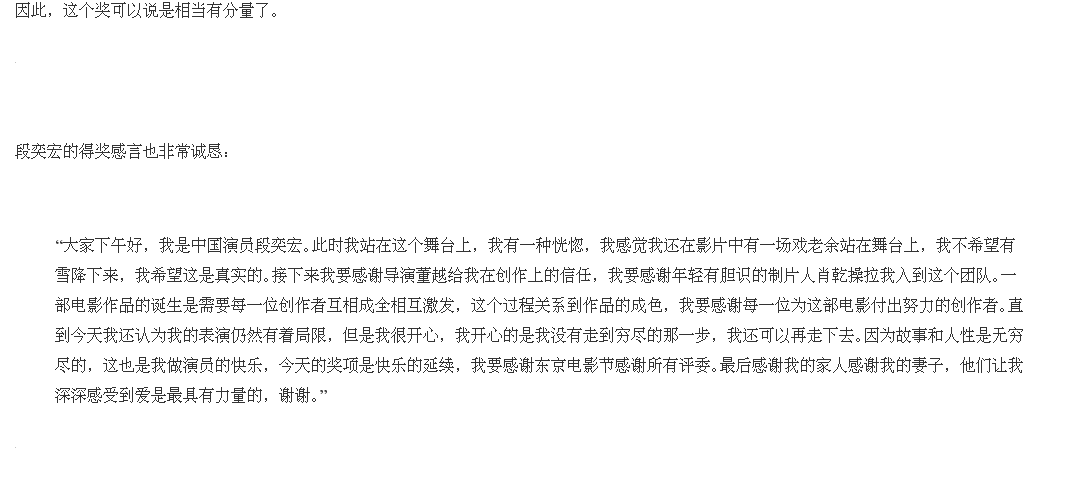 因此，这个奖可以说是相当有分量了。
段奕宏的得奖感言也非常诚恳：
“大家下午好，我是中国演员段奕宏。此时我站在这个舞台上，我有一种恍惚，我感觉我还在影片中有一场戏老余站在舞台上，我不希望有
雪降下来，我希望这是真实的。接下来我要感谢导演董越给我在创作上的信任，我要感谢年轻有胆识的制片人肖乾操拉我入到这个团队。一
部电影作品的诞生是需要每一位创作者互相成全相互激发，这个过程关系到作品的成色，我要感谢每一位为这部电影付出努力的创作者。直
到今天我还认为我的表演仍然有着局限，但是我很开心，我开心的是我没有走到穷尽的那一步，我还可以再走下去。因为故事和人性是无穷
尽的，这也是我做演员的快乐，今天的奖项是快乐的延续，我要感谢东京电影节感谢所有评委。最后感谢我的家人感谢我的妻子，他们让我
深深感受到爱是最具有力量的，谢谢。”